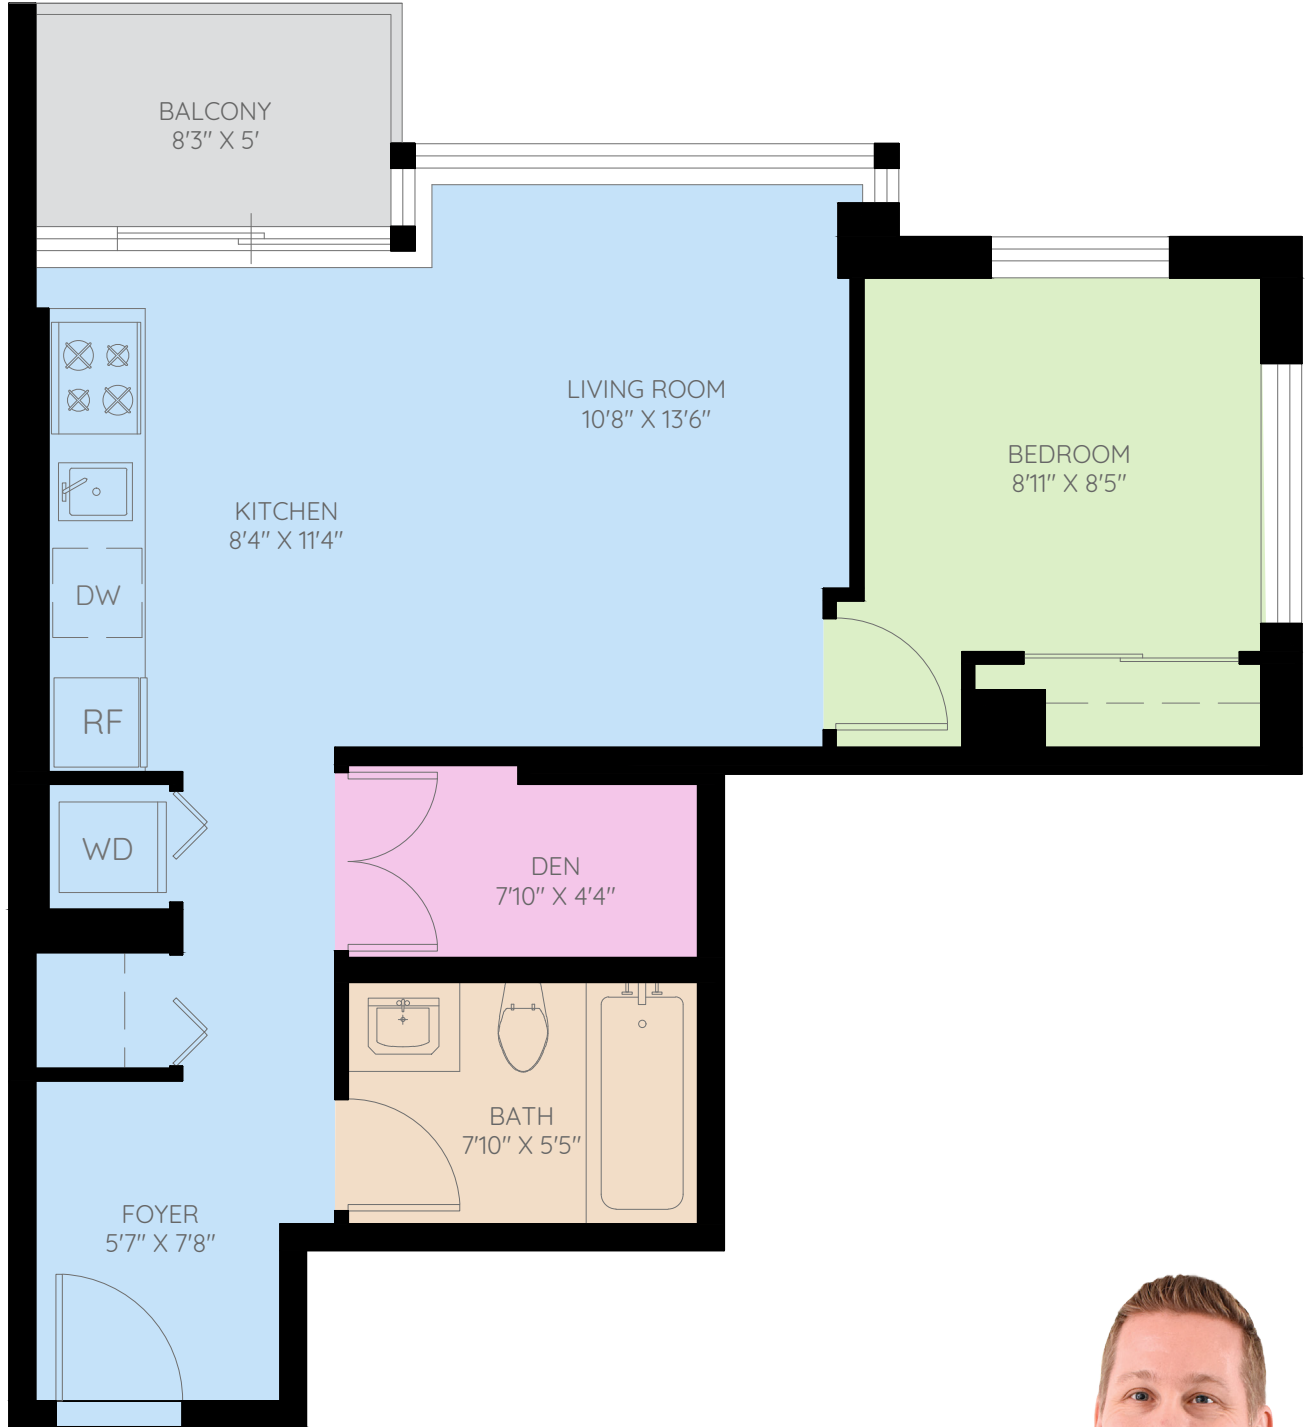 BALCONY
8'3" X 5'
LIVING ROOM
10'8" X 13'6"
BEDROOM
8'11" X 8'5"
KITCHEN
8'4" X 11'4"
DW
RF
WD
DEN
7'10" X 4'4"
BATH
7'10" X 5'5"
FOYER
5'7" X 7'8"